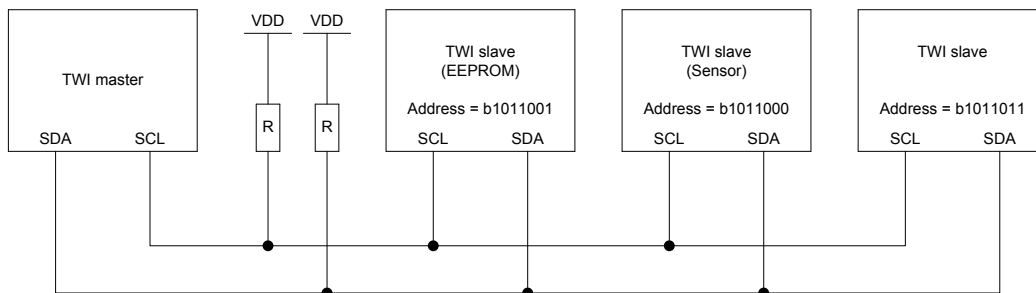 VDD VDD
TWI master
R R
SDA SCL
TWI slave
(EEPROM)
Address = b1011001
SCL SDA
TWI slave
(Sensor)
Address = b1011000
SCL SDA
TWI slave
Address = b1011011
SCL SDA